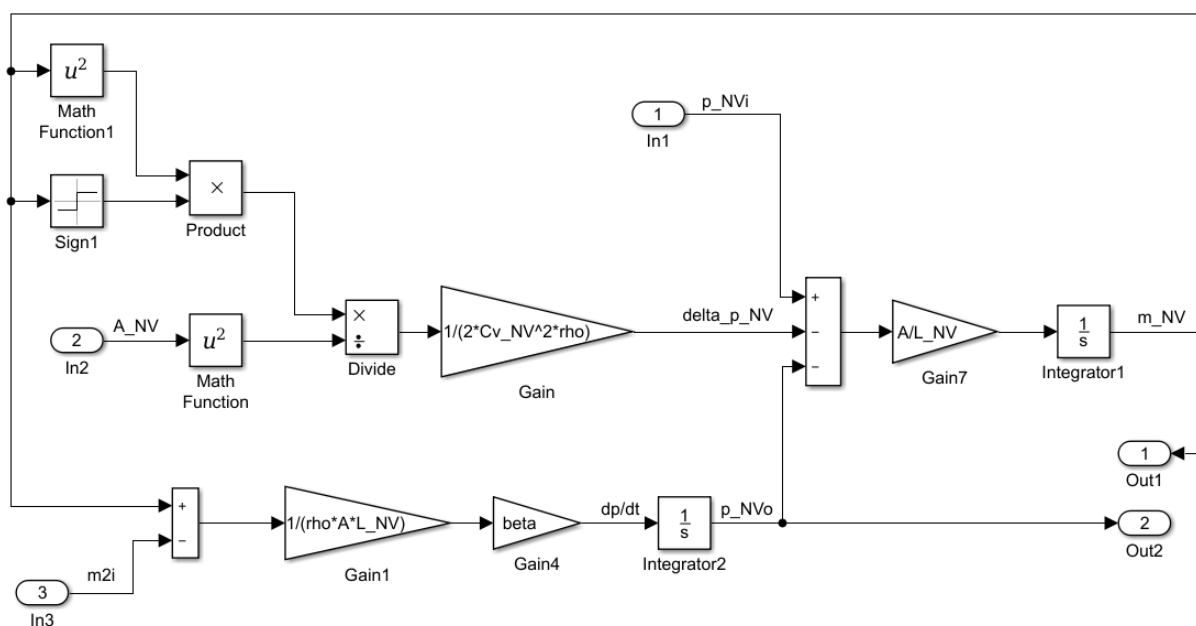 u²
Math
Function1
1
p_NVi
In1
×
Product
Sign1
2
In2
A_NV
u²
Math
Function
×
÷
Divide
1/(2*Cv_NV^2*rho)
Gain
delta_p_NV
+
−
−
A/L_NV
Gain7
1
s
Integrator1
m_NV
1
Out1
+
−
1/(rho*A*L_NV)
Gain1
beta
Gain4
dp/dt
1
s
Integrator2
p_NVo
2
Out2
3
In3
m2i